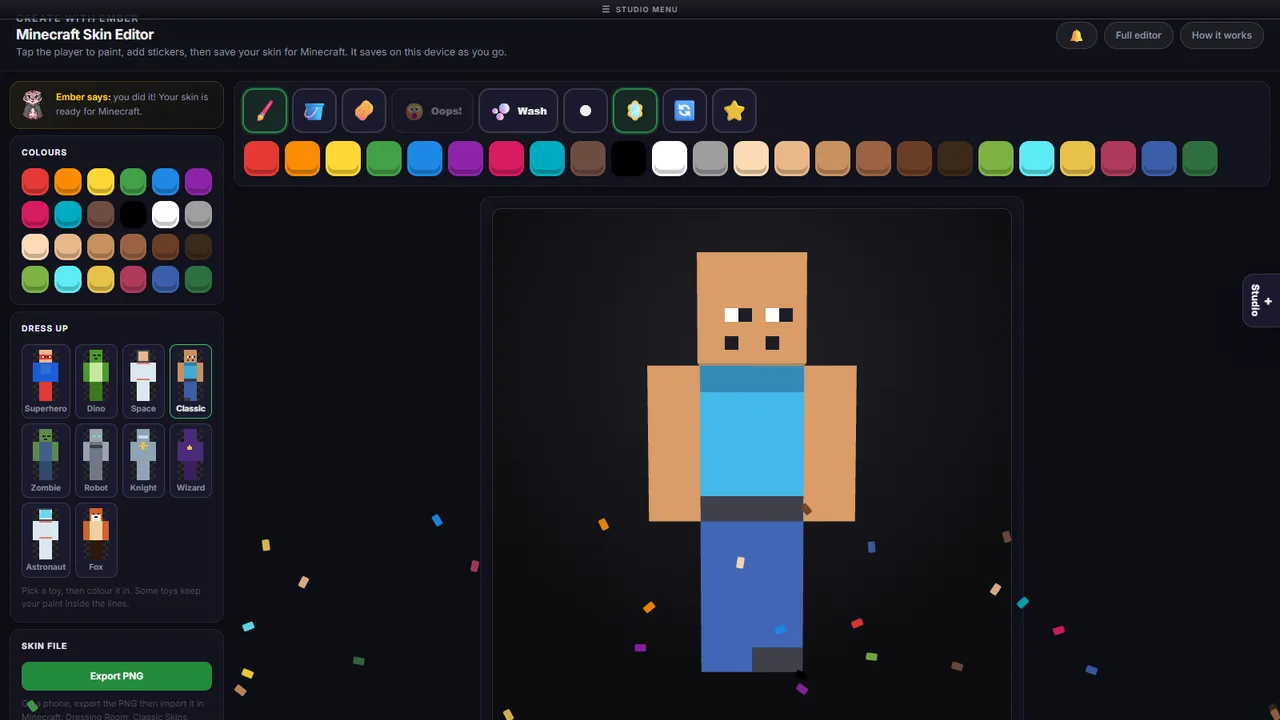 STUDIO MENU
CREATE WITH EMBER
Minecraft Skin Editor
Tap the player to paint, add stickers, then save your skin for Minecraft. It saves on this device as you go.
Full editor
How it works
Ember says: you did it! Your skin is
ready for Minecraft.
Oops!
Wash
COLOURS
DRESS UP
Superhero
Dino
Space
Classic
Zombie
Robot
Knight
Wizard
Astronaut
Fox
Pick a toy, then colour it in. Some toys keep
your paint inside the lines.
SKIN FILE
Export PNG
On a phone, export the PNG then import it in
Minecraft: Dressing Room, Classic Skins
+ Studio